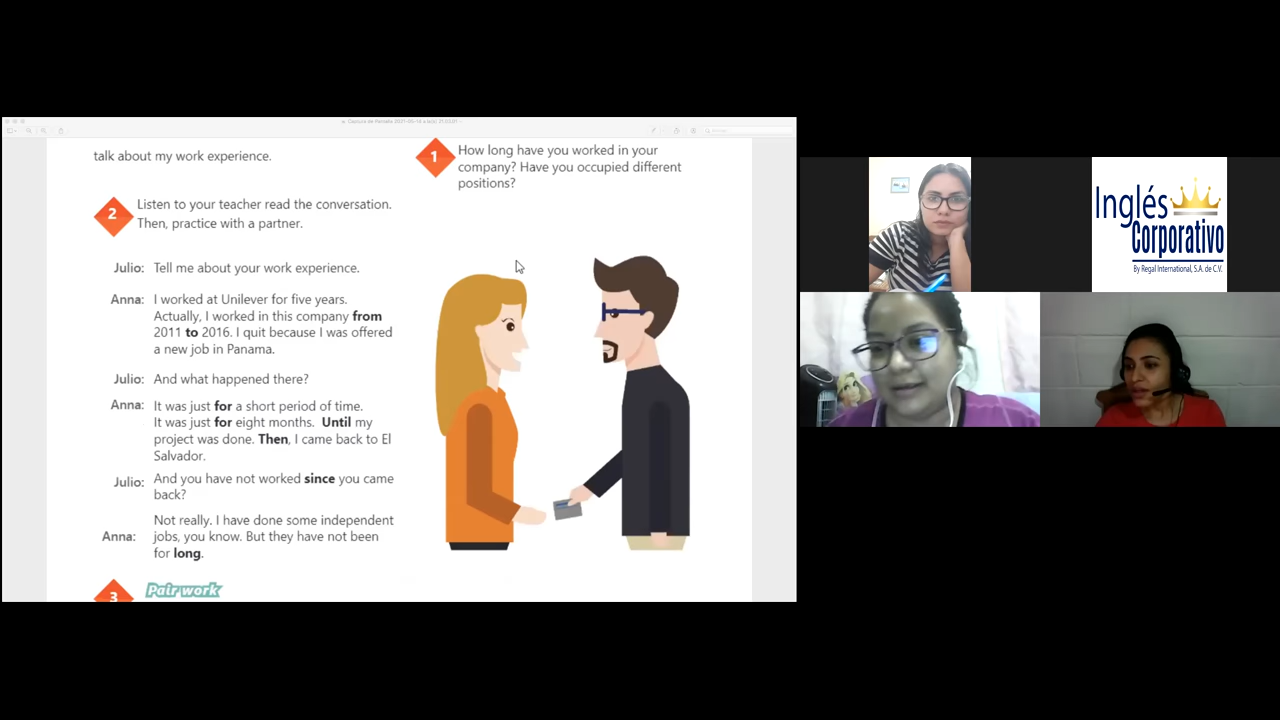 talk about my work experience.
1
How long have you worked in your
company? Have you occupied different
positions?
2
Listen to your teacher read the conversation.
Then, practice with a partner.
Julio: Tell me about your work experience.
Anna: I worked at Unilever for five years.
Actually, I worked in this company from
2011 to 2016. I quit because I was offered
a new job in Panama.
Julio: And what happened there?
Anna: It was just for a short period of time.
It was just for eight months. Until my
project was done. Then, I came back to El
Salvador.
Julio: And you have not worked since you came
back?
Anna: Not really. I have done some independent
jobs, you know. But they have not been
for long.
3
Pair work
Inglés
Corporativo
By Regal International, S.A. de C.V.